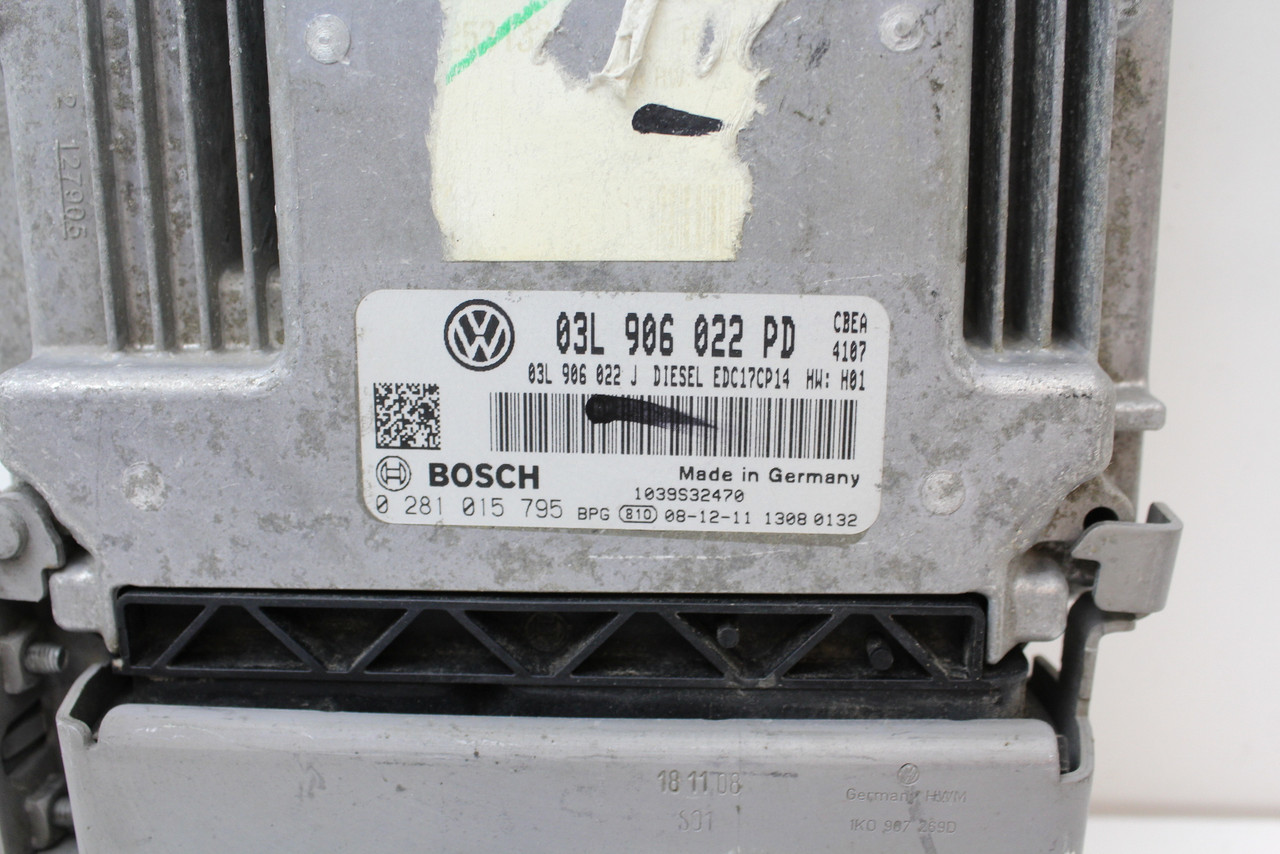 2 127905
03L 906 022 PD
CBEA
4107
03L 906 022 J DIESEL EDC17CP14 HW: H01
BOSCH
Made in Germany
1039S32470
0 281 015 795 BPG 810 08-12-11 1308 0132
18 11 08
S01
Germany HWM
1K0 907 269D